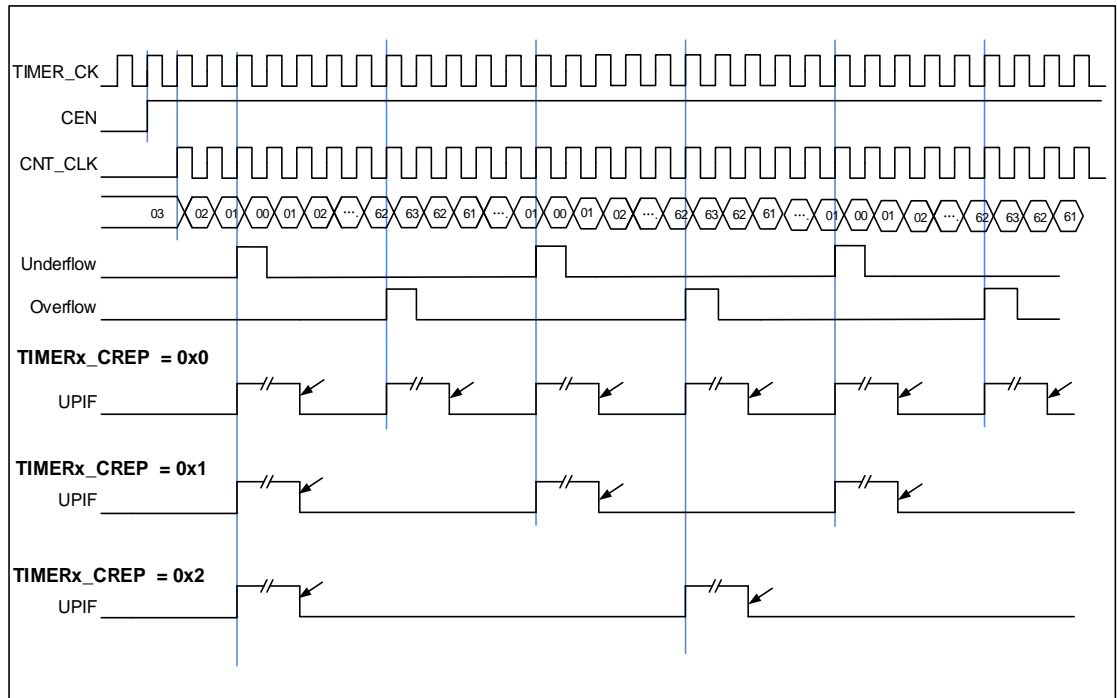 TIMER_CK
CEN
CNT_CLK
03 02 01 00 01 02 .... 62 63 62 61 .... 01 00 01 02 .... 62 63 62 61 .... 01 00 01 02 .... 62 63 62 61
Underflow
Overflow
TIMERx_CREP = 0x0
UPIF
TIMERx_CREP = 0x1
UPIF
TIMERx_CREP = 0x2
UPIF